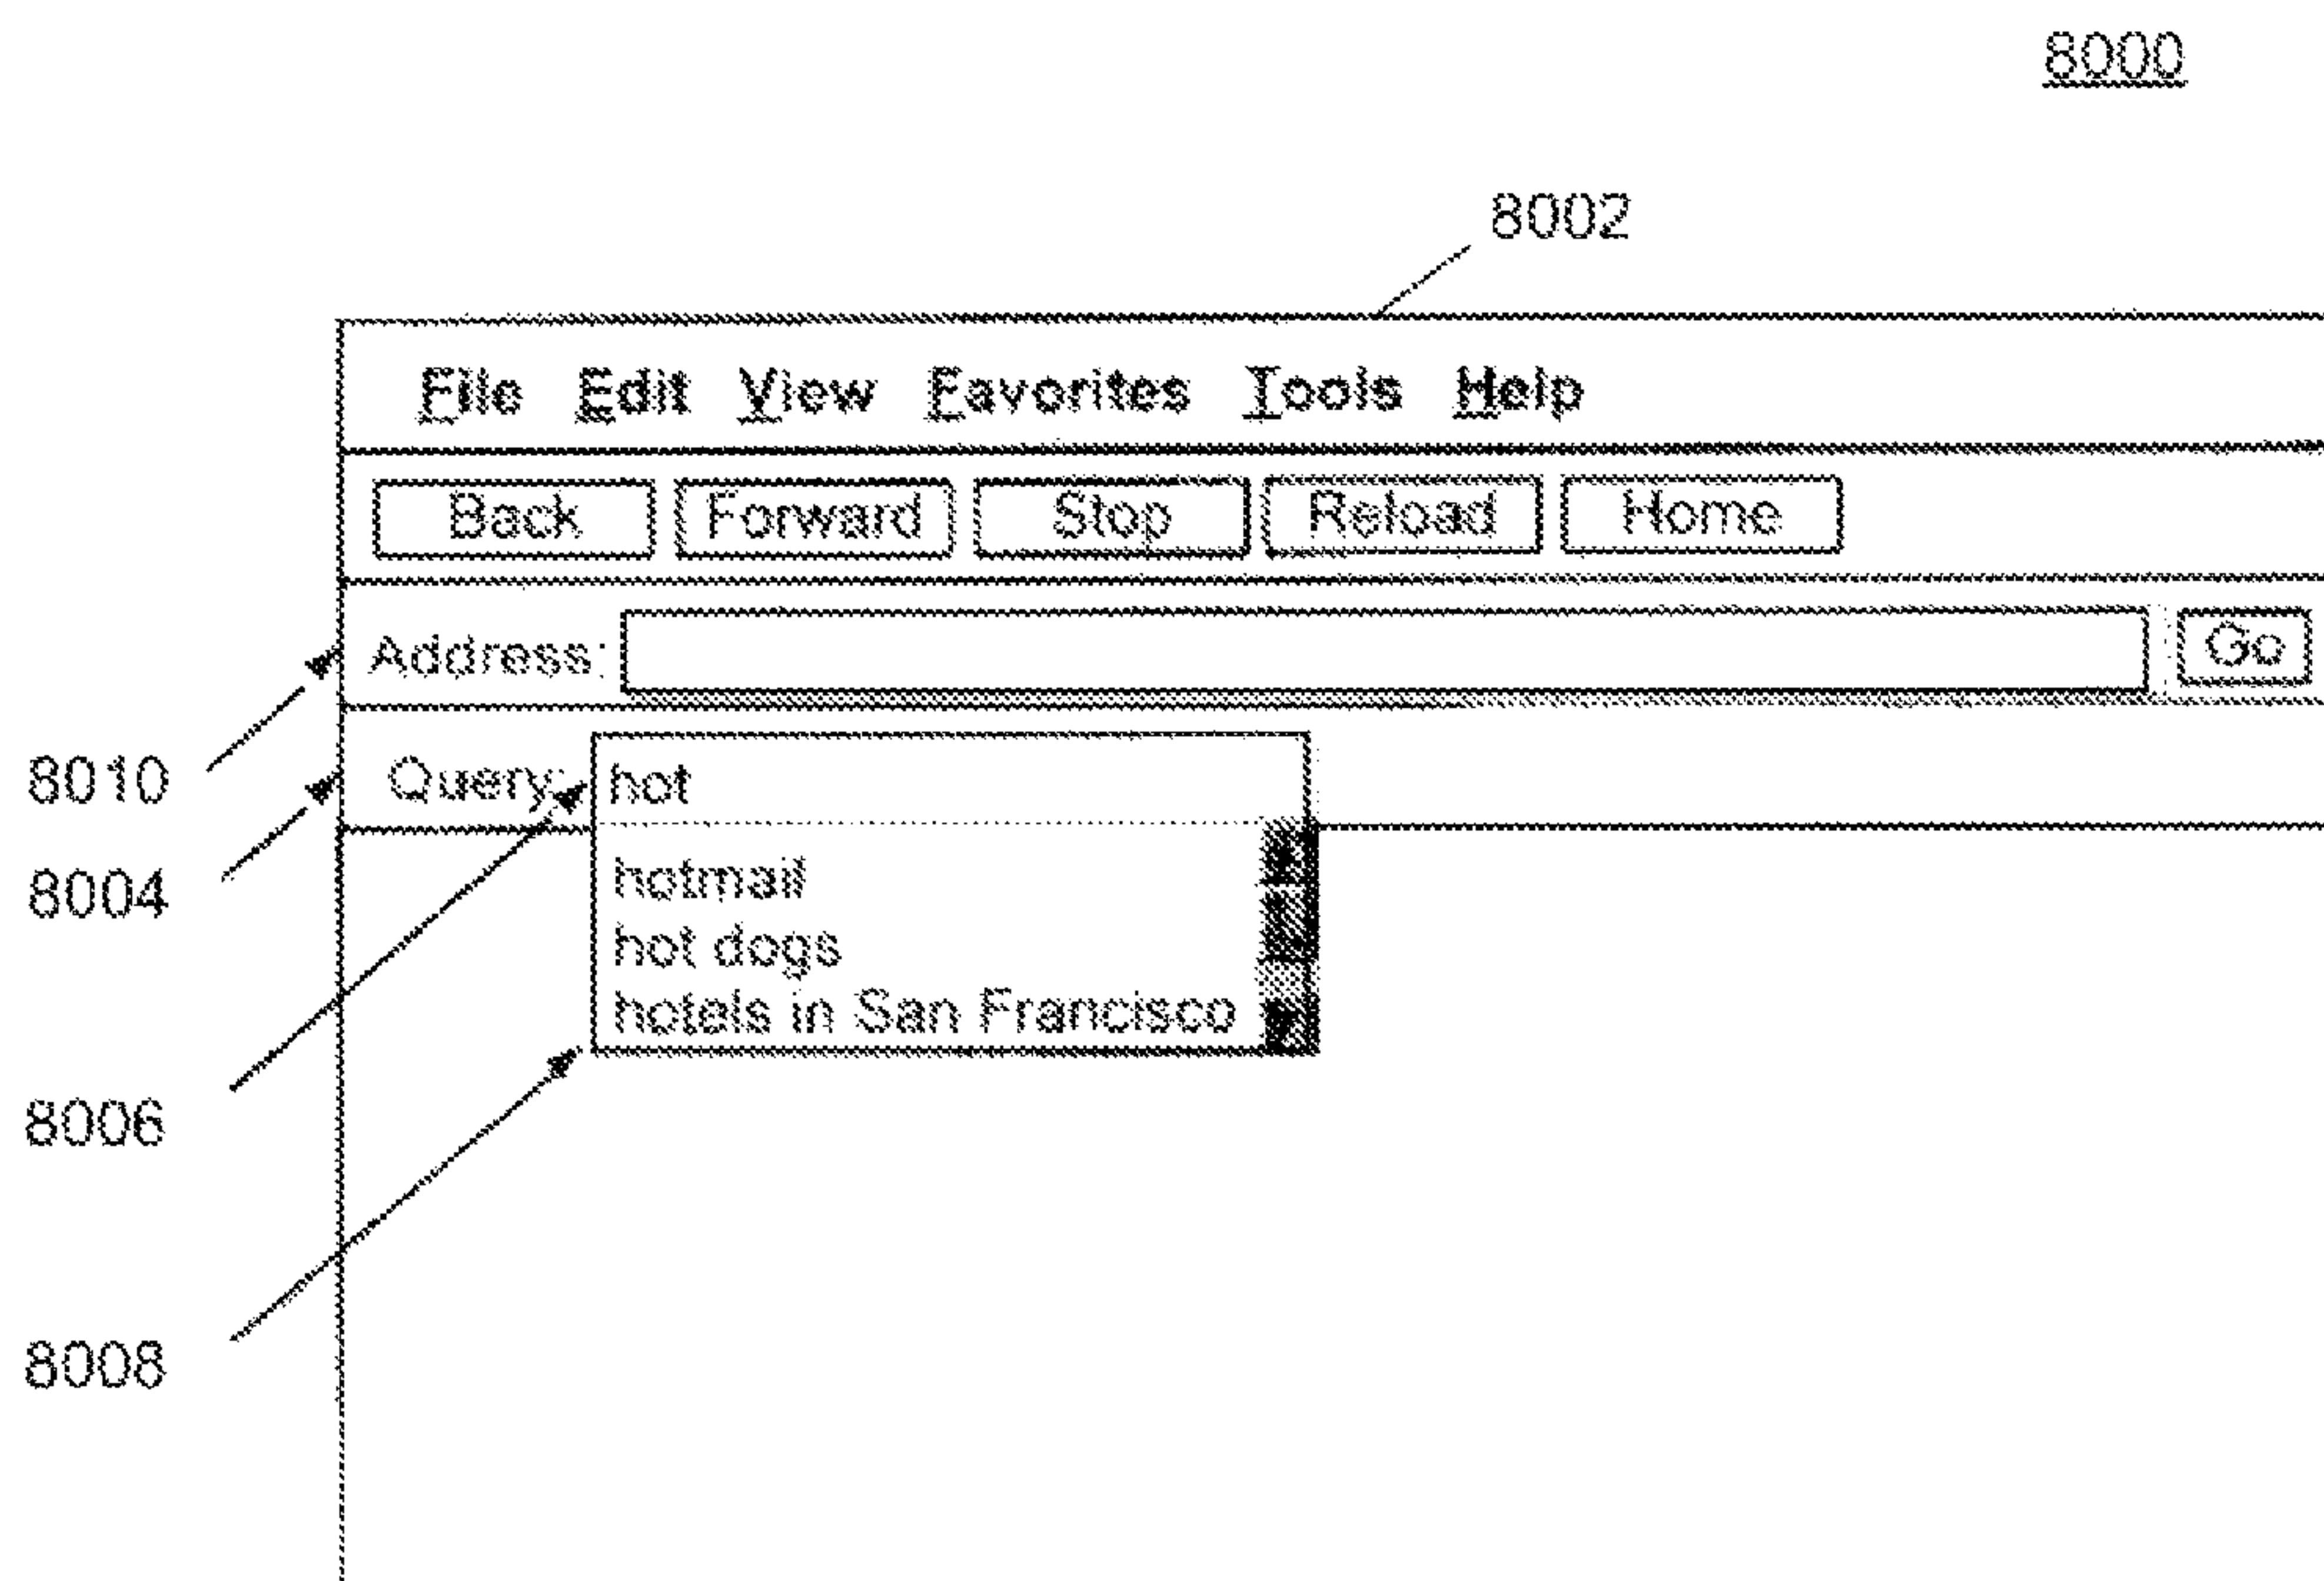 8000
8002
File Edit View Favorites Tools Help
Back Forward Stop Reload Home
Address: Go
8010
Query: hot
8004
hotmail
hot dogs
hotels in San Francisco
8006
8008